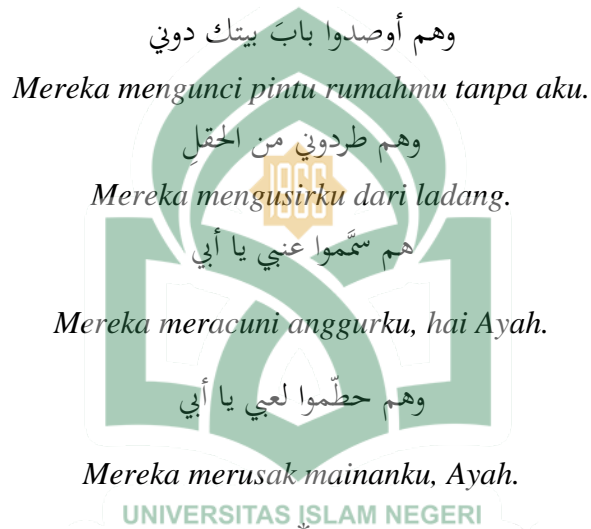 وهم أوصدوا بابَ بيتك دوني
Mereka mengunci pintu rumahmu tanpa aku.
وهم طردوني من الحقلِ
Mereka mengusirku dari ladang.
هم سمَّموا عنبي يا أبي
Mereka meracuni anggurku, hai Ayah.
وهم حطّموا لعبي يا أبي
Mereka merusak mainanku, Ayah.
UNIVERSITAS ISLAM NEGERI